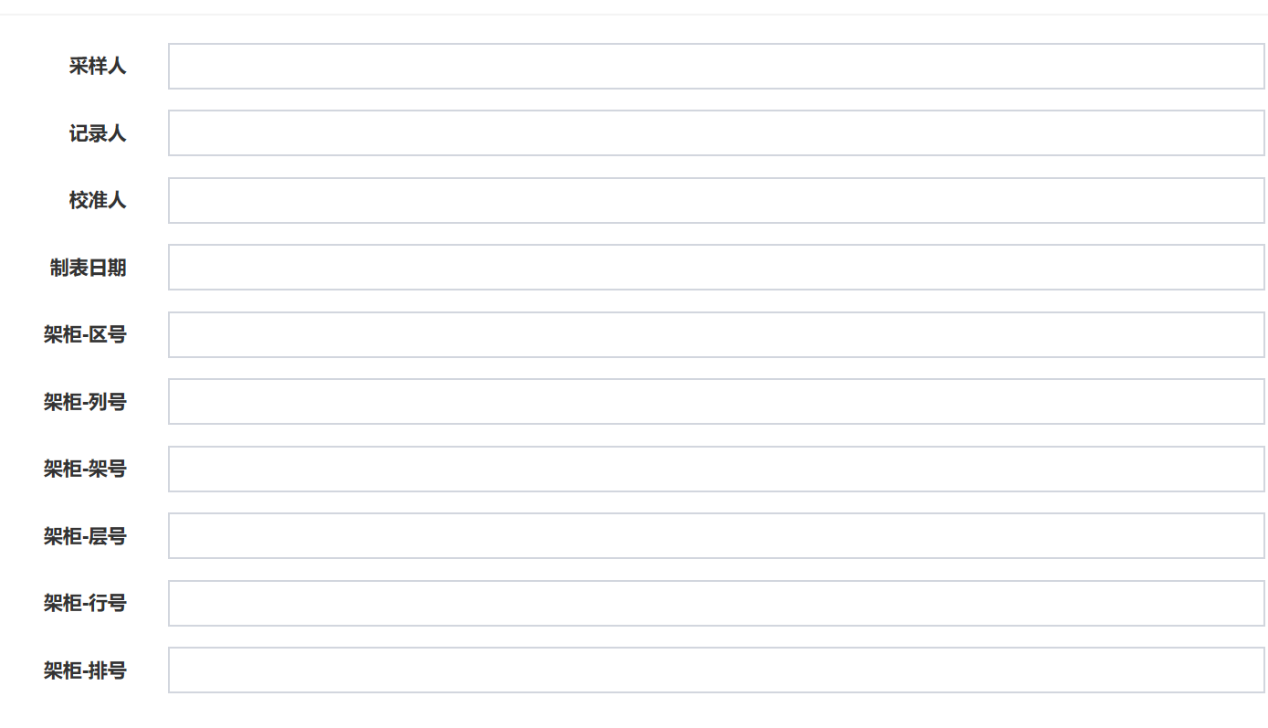 采样人
记录人
校准人
制表日期
架柜-区号
架柜-列号
架柜-架号
架柜-层号
架柜-行号
架柜-排号